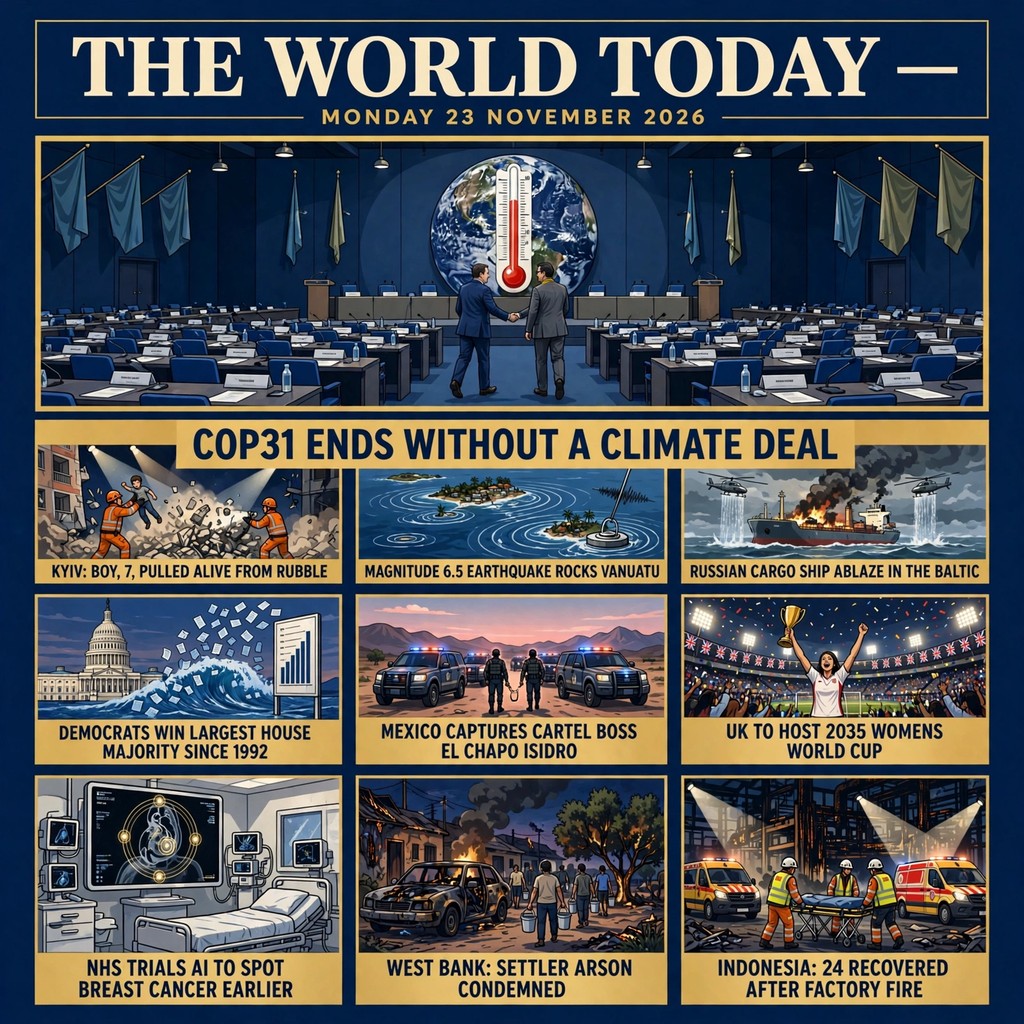 THE WORLD TODAY —
MONDAY 23 NOVEMBER 2026
COP31 ENDS WITHOUT A CLIMATE DEAL
KYIV: BOY, 7, PULLED ALIVE FROM RUBBLE
MAGNITUDE 6.5 EARTHQUAKE ROCKS VANUATU
RUSSIAN CARGO SHIP ABLAZE IN THE BALTIC
DEMOCRATS WIN LARGEST HOUSE
MAJORITY SINCE 1992
MEXICO CAPTURES CARTEL BOSS
EL CHAPO ISIDRO
UK TO HOST 2035 WOMENS
WORLD CUP
NHS TRIALS AI TO SPOT
BREAST CANCER EARLIER
WEST BANK: SETTLER ARSON
CONDEMNED
INDONESIA: 24 RECOVERED
AFTER FACTORY FIRE